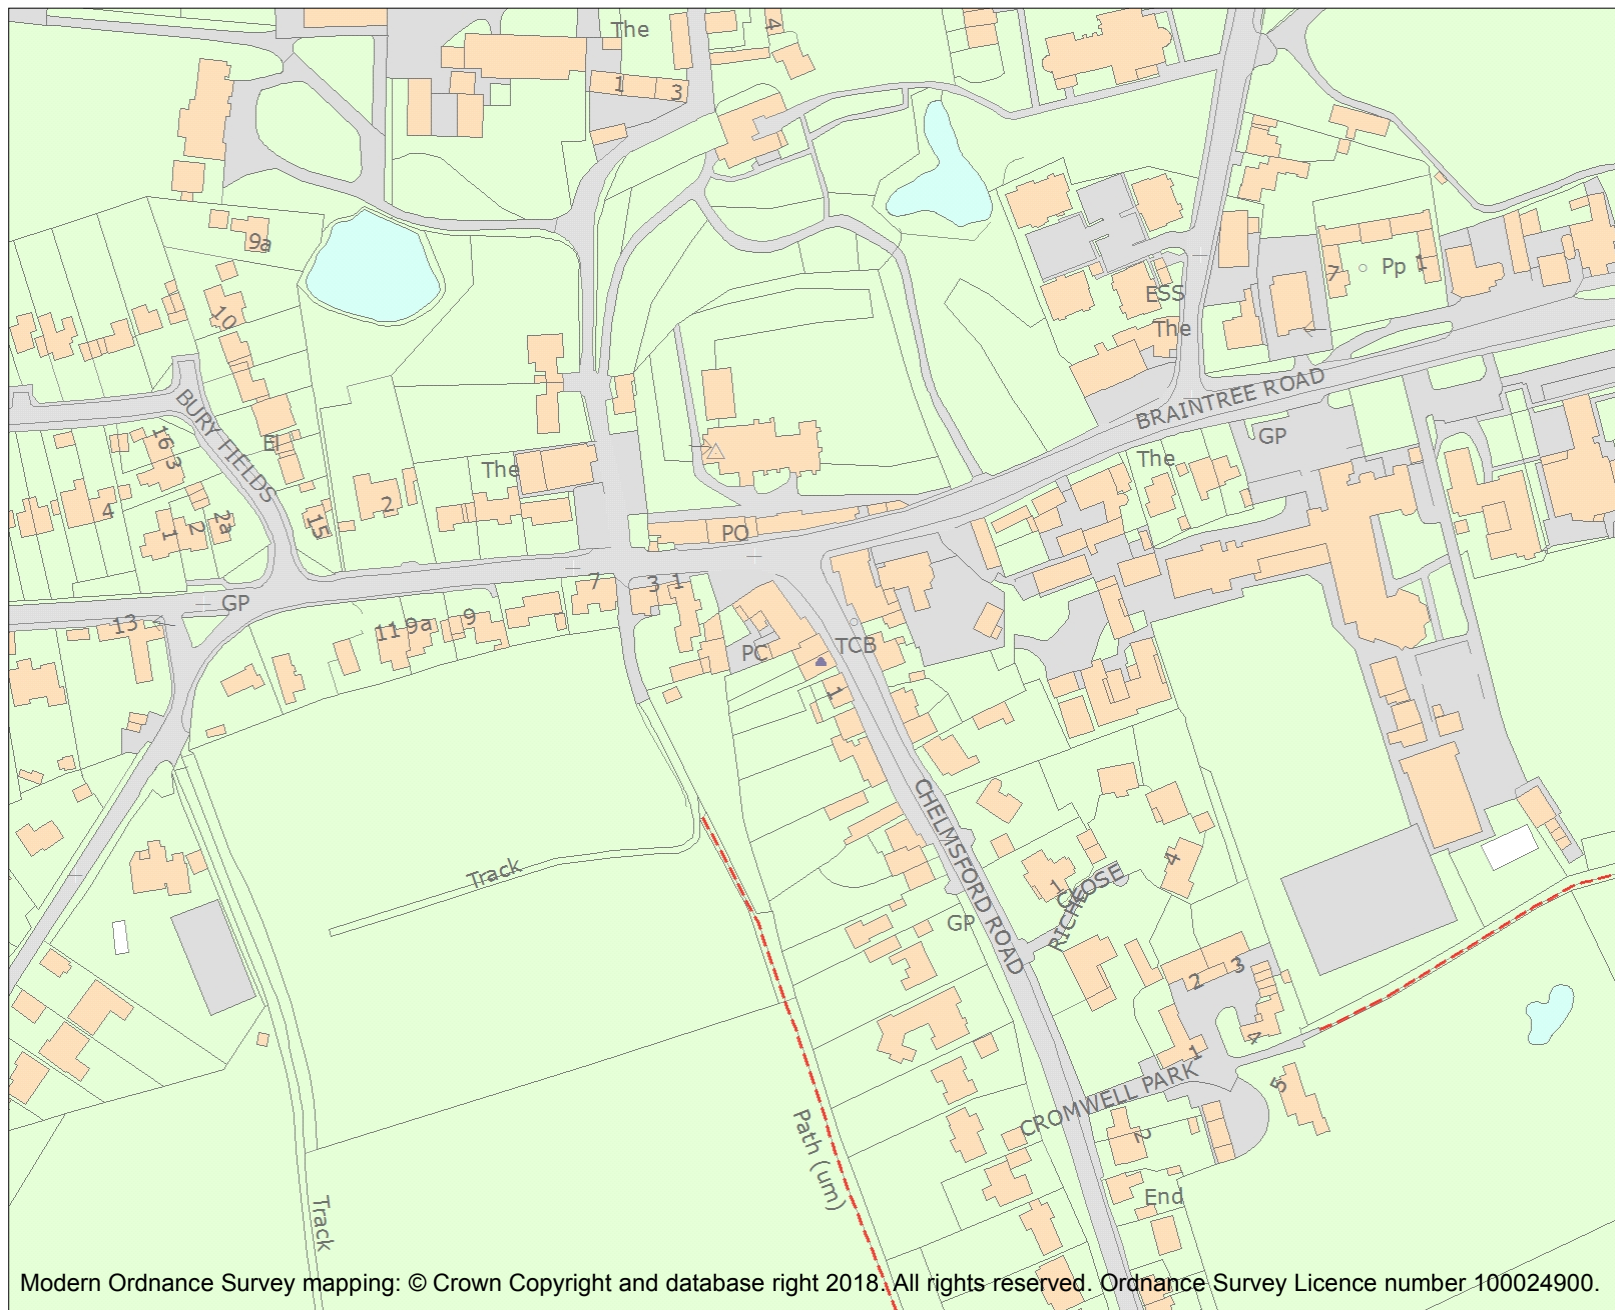 The
4
1
3
9a
10
ESS
The
7
Pp
1
BRAINTREE ROAD
BURY FIELDS
16
3
El
GP
The
The
4
2
1
2
2a
15
PO
7
3
1
GP
13
11
9a
9
PC
TCB
1
CHELMSFORD ROAD
Track
4
1
RICH
CLOSE
GP
2
3
4
1
5
CROMWELL PARK
2
Path (um)
End
Track
Modern Ordnance Survey mapping: © Crown Copyright and database right 2018. All rights reserved. Ordnance Survey Licence number 100024900.